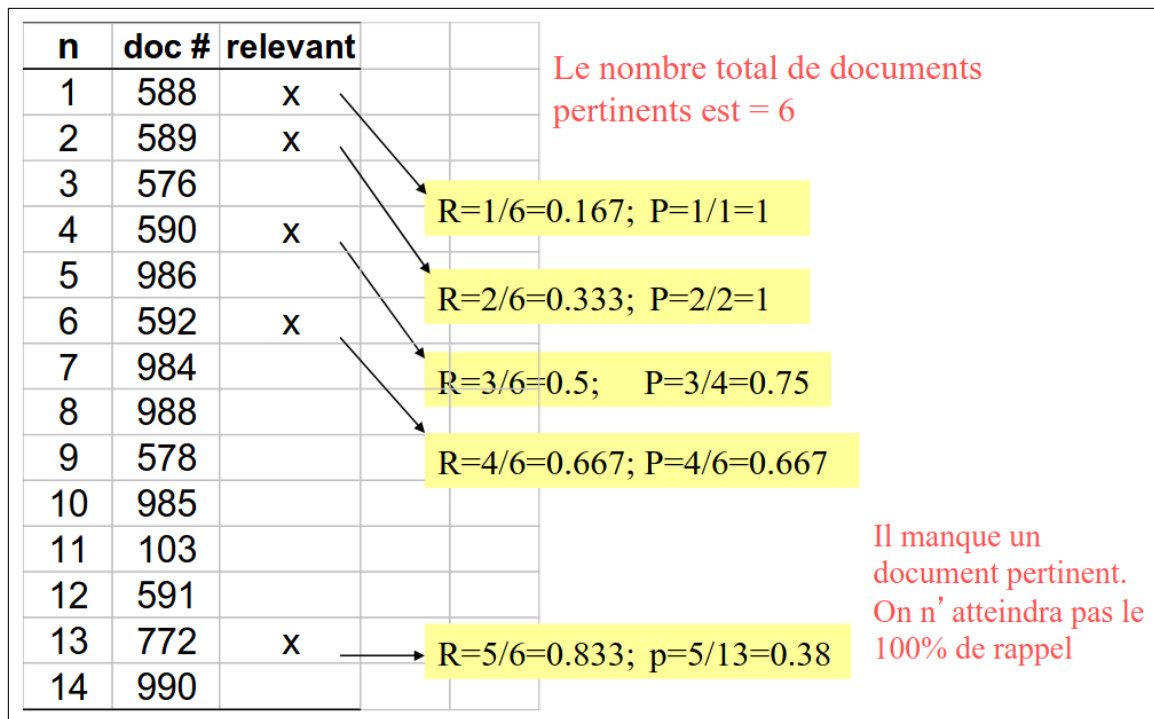 n doc # relevant
Le nombre total de documents
pertinents est = 6
1 588 x
2 589 x
3 576
R=1/6=0.167; P=1/1=1
4 590 x
5 986
R=2/6=0.333; P=2/2=1
6 592 x
7 984
R=3/6=0.5; P=3/4=0.75
8 988
9 578
R=4/6=0.667; P=4/6=0.667
10 985
11 103
12 591
Il manque un
document pertinent.
On n’atteindra pas le
100% de rappel
13 772 x
R=5/6=0.833; p=5/13=0.38
14 990